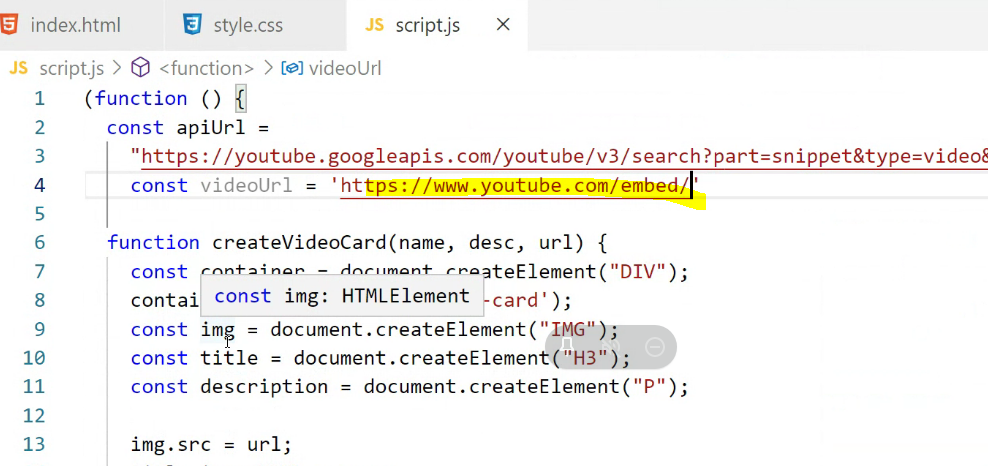 index.html
style.css
JS script.js ×
JS script.js > <function> > videoUrl
1 (function () {
2 const apiUrl =
3 "https://youtube.googleapis.com/youtube/v3/search?part=snippet&type=video&
4 const videoUrl = 'https://www.youtube.com/embed/'
5
6 function createVideoCard(name, desc, url) {
7 const container = document.createElement("DIV");
8 contai
const img: HTMLElement
-card');
9 const img = document.createElement("IMG");
10 const title = document.createElement("H3");
11 const description = document.createElement("P");
12
13 img.src = url;